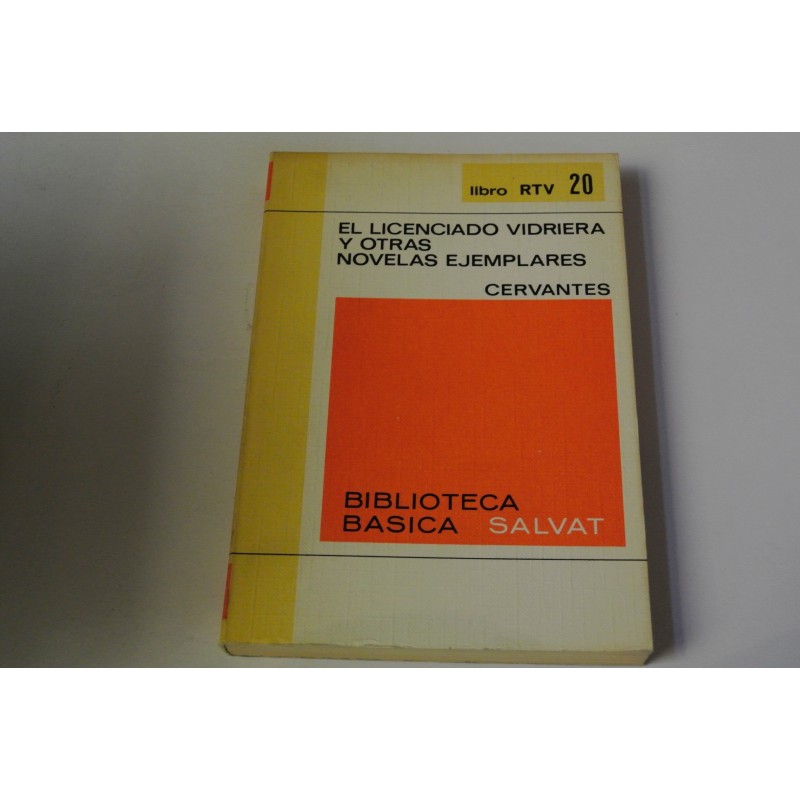 libro RTV 20
EL LICENCIADO VIDRIERA
Y OTRAS
NOVELAS EJEMPLARES
CERVANTES
BIBLIOTECA
BASICA SALVAT